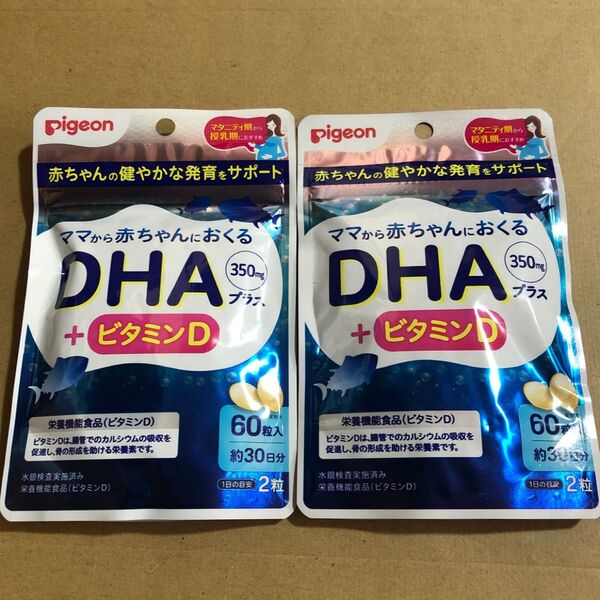 Pigeon
マタニティ期から
授乳期におすすめ
赤ちゃんの健やかな発育をサポート
ママから赤ちゃんにおくる
DHA
350mg
プラス
+ ビタミンD
栄養機能食品(ビタミンD)
ビタミンDは、腸管でのカルシウムの吸収を
促進し、骨の形成を助ける栄養素です。
60粒入
約30日分
水銀検査実施済み
栄養機能食品(ビタミンD)
1日の目安 2粒
Pigeon
マタニティ期から
授乳期におすすめ
赤ちゃんの健やかな発育をサポート
ママから赤ちゃんにおくる
DHA
350mg
プラス
+ ビタミンD
栄養機能食品(ビタミンD)
ビタミンDは、腸管でのカルシウムの吸収を
促進し、骨の形成を助ける栄養素です。
60粒入
約30日分
水銀検査実施済み
栄養機能食品(ビタミンD)
1日の目安 2粒